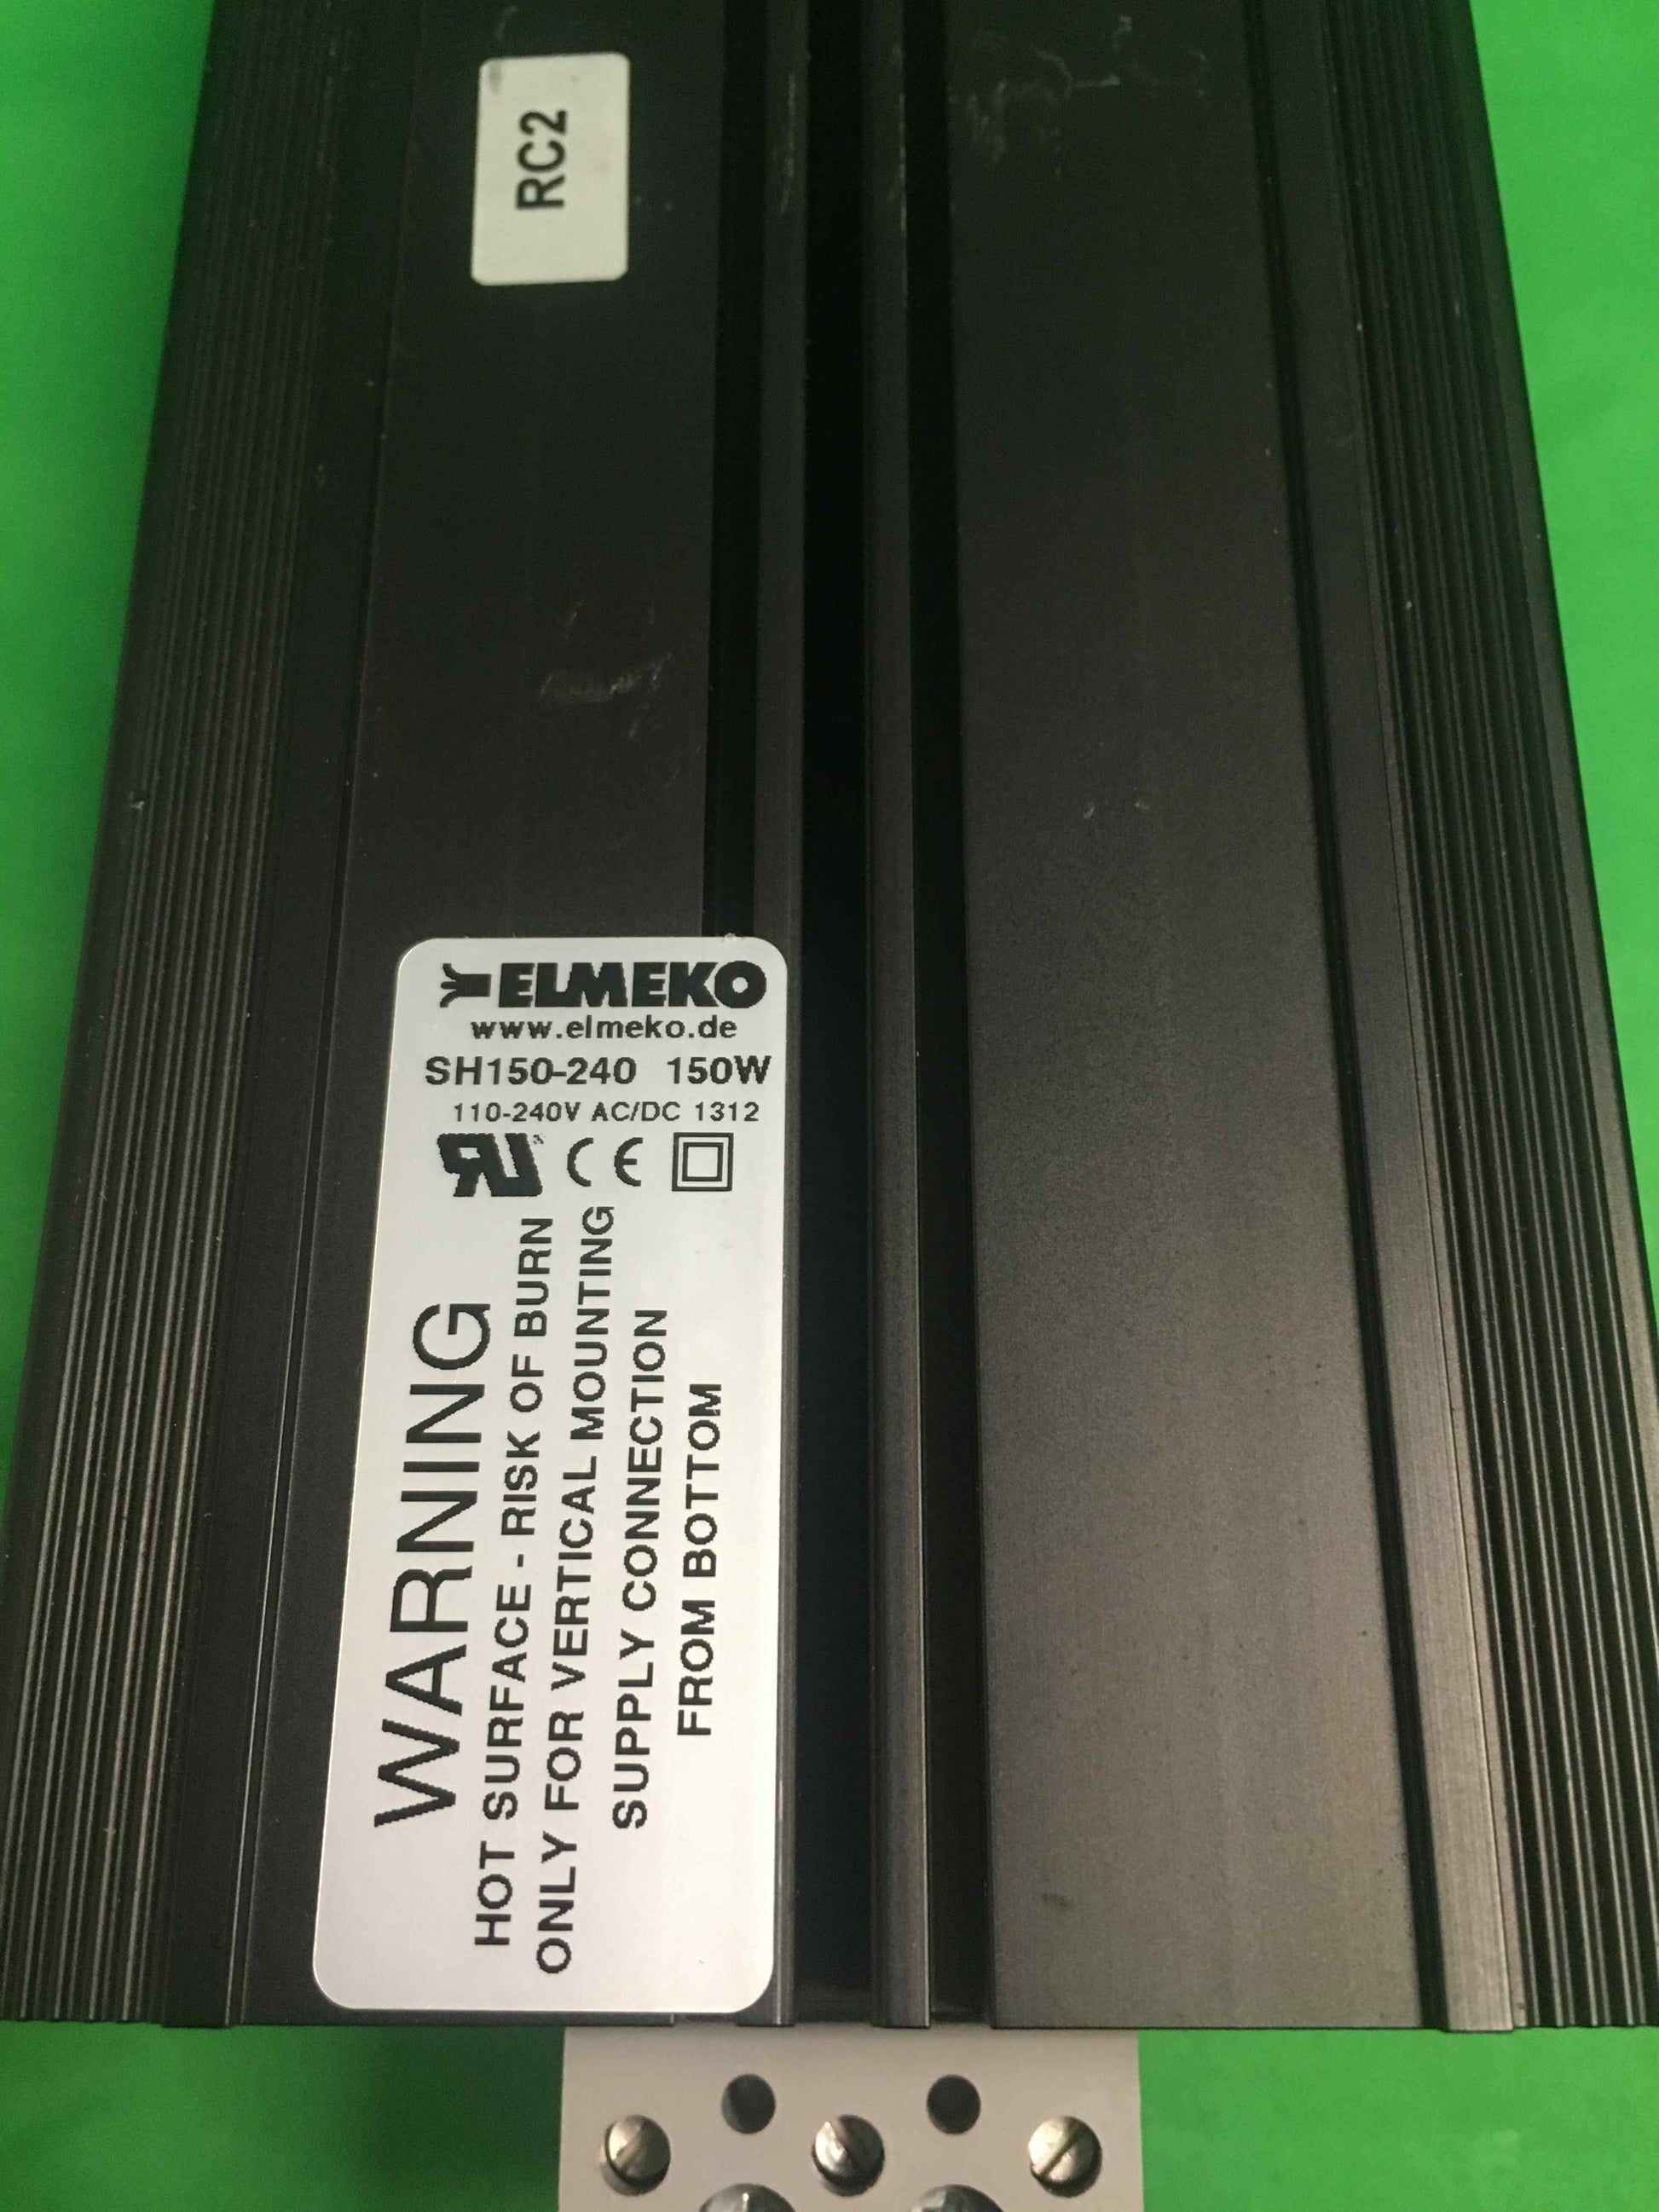 RC2
ELMEKO
www.elmeko.de
SH150-240 150W
110-240V AC/DC 1312
RU CE
WARNING
HOT SURFACE - RISK OF BURN
ONLY FOR VERTICAL MOUNTING
SUPPLY CONNECTION
FROM BOTTOM